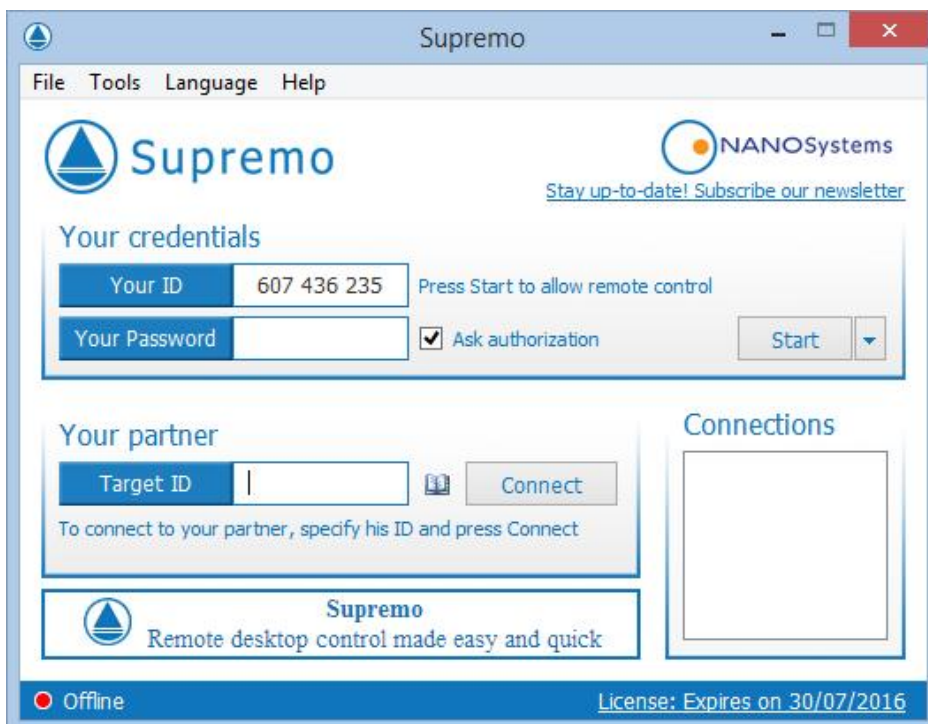 Supremo
File Tools Language Help
Supremo
NANOSystems
Stay up-to-date! Subscribe our newsletter
Your credentials
Your ID 607 436 235 Press Start to allow remote control
Your Password Ask authorization Start
Your partner
Target ID Connect
To connect to your partner, specify his ID and press Connect
Connections
Supremo
Remote desktop control made easy and quick
Offline License: Expires on 30/07/2016